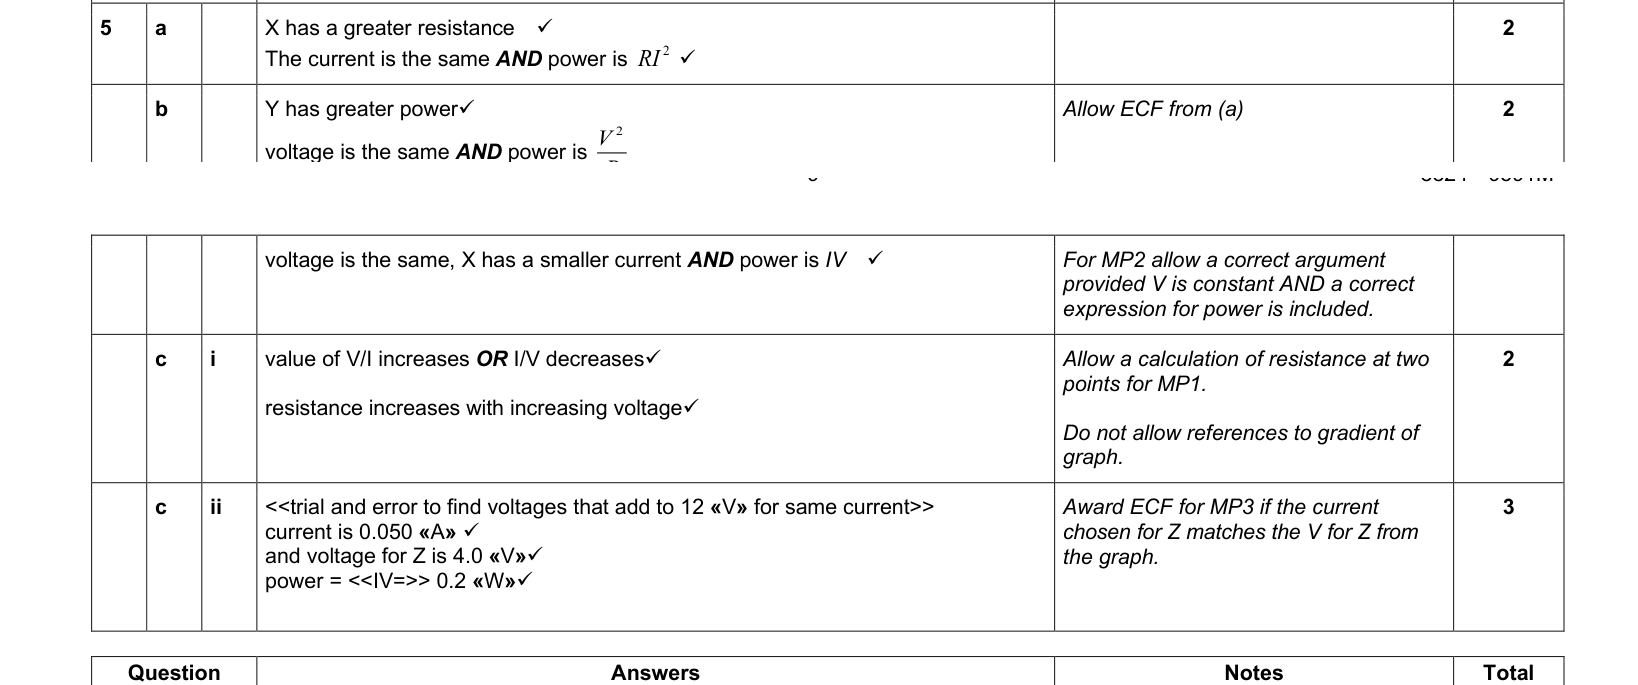 5 a X has a greater resistance ✓ 2
The current is the same AND power is RI² ✓
b Y has greater power✓ Allow ECF from (a) 2
voltage is the same AND power is V²
voltage is the same, X has a smaller current AND power is IV ✓ For MP2 allow a correct argument
provided V is constant AND a correct
expression for power is included.
c i value of V/I increases OR I/V decreases✓ Allow a calculation of resistance at two 2
points for MP1.
resistance increases with increasing voltage✓
Do not allow references to gradient of
graph.
c ii <<trial and error to find voltages that add to 12 «V» for same current>> Award ECF for MP3 if the current 3
current is 0.050 «A» ✓ chosen for Z matches the V for Z from
and voltage for Z is 4.0 «V»✓ the graph.
power = <<IV=>> 0.2 «W»✓
Question Answers Notes Total